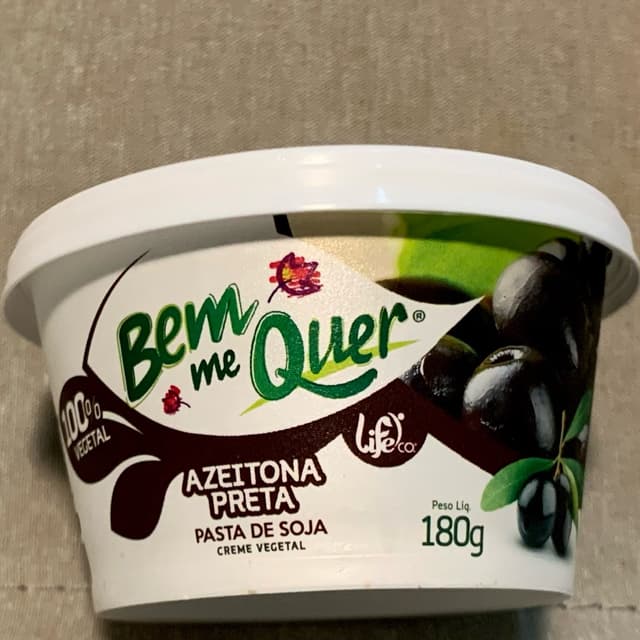 Bem
me Quer®
100%
VEGETAL
Life co.
AZEITONA
PRETA
PASTA DE SOJA
CREME VEGETAL
Peso Líq.
180g